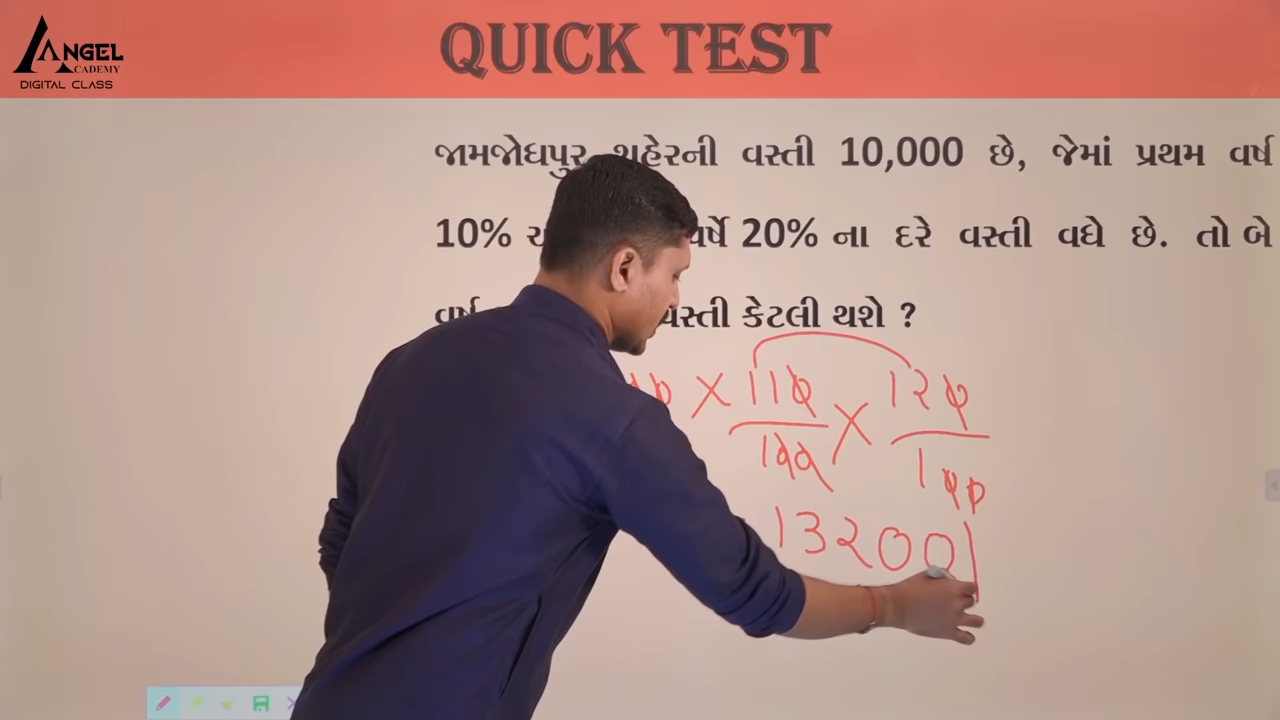 ANGEL
ACADEMY
DIGITAL CLASS
QUICK TEST
જામજોધપુર શહેરની વસ્તી 10,000 છે, જેમાં પ્રથમ વર્ષ
10% 20% ના દરે વસ્તી વધે છે. તો બે
વસ્તી કેટલી થશે ?
× 110 × 120
100 100
13200